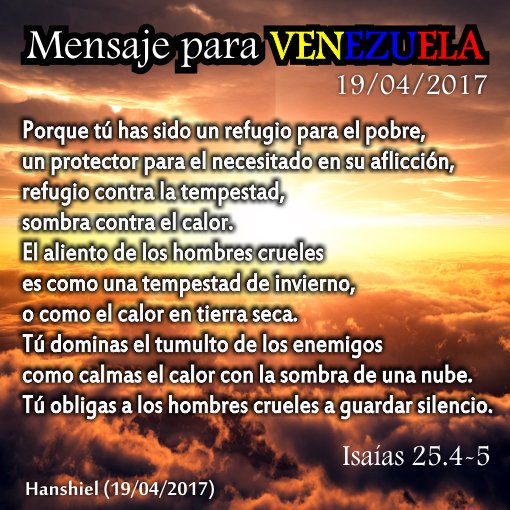 Mensaje para VENEZUELA
19/04/2017
Porque tú has sido un refugio para el pobre,
un protector para el necesitado en su aflicción,
refugio contra la tempestad,
sombra contra el calor.
El aliento de los hombres crueles
es como una tempestad de invierno,
o como el calor en tierra seca.
Tú dominas el tumulto de los enemigos
como calmas el calor con la sombra de una nube.
Tú obligas a los hombres crueles a guardar silencio.
Isaías 25.4-5
Hanshiel (19/04/2017)